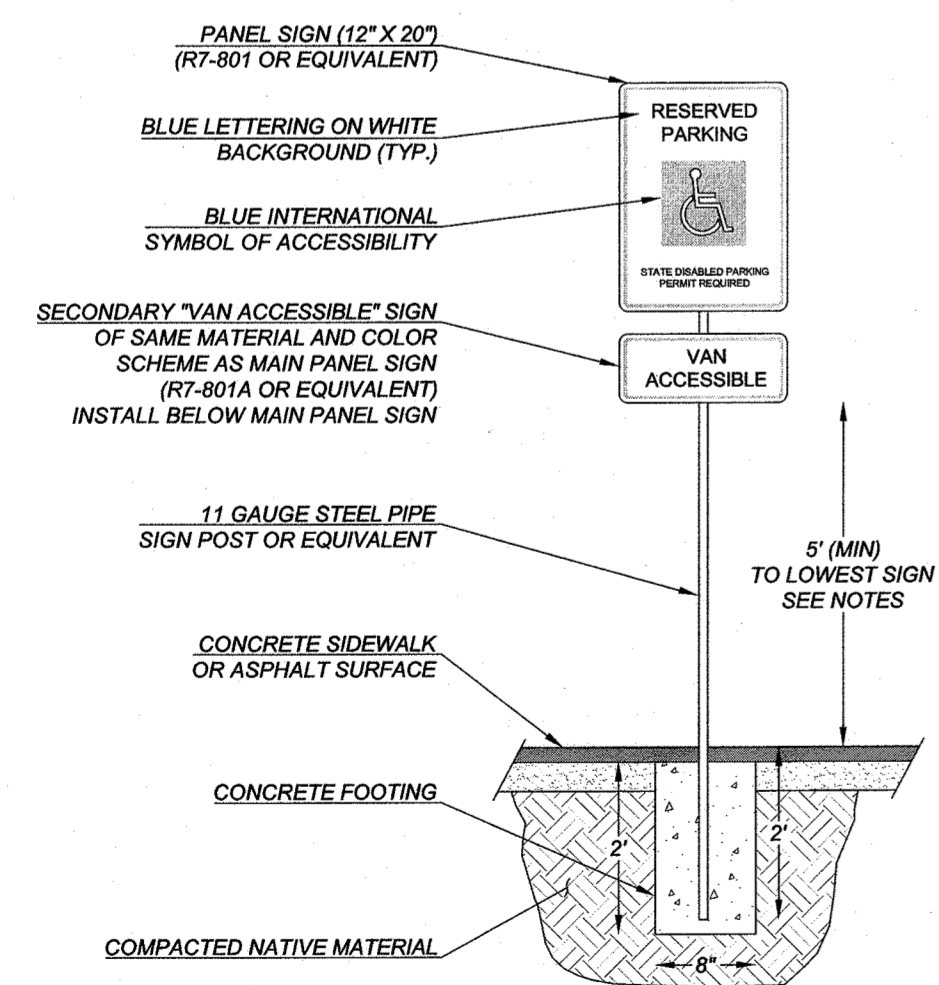 PANEL SIGN (12" X 20")
(R7-801 OR EQUIVALENT)
BLUE LETTERING ON WHITE
BACKGROUND (TYP.)
BLUE INTERNATIONAL
SYMBOL OF ACCESSIBILITY
SECONDARY "VAN ACCESSIBLE" SIGN
OF SAME MATERIAL AND COLOR
SCHEME AS MAIN PANEL SIGN
(R7-801A OR EQUIVALENT)
INSTALL BELOW MAIN PANEL SIGN
11 GAUGE STEEL PIPE
SIGN POST OR EQUIVALENT
CONCRETE SIDEWALK
OR ASPHALT SURFACE
CONCRETE FOOTING
COMPACTED NATIVE MATERIAL
RESERVED
PARKING
STATE DISABLED PARKING
PERMIT REQUIRED
VAN
ACCESSIBLE
5' (MIN)
TO LOWEST SIGN
SEE NOTES
2'
2'
8"